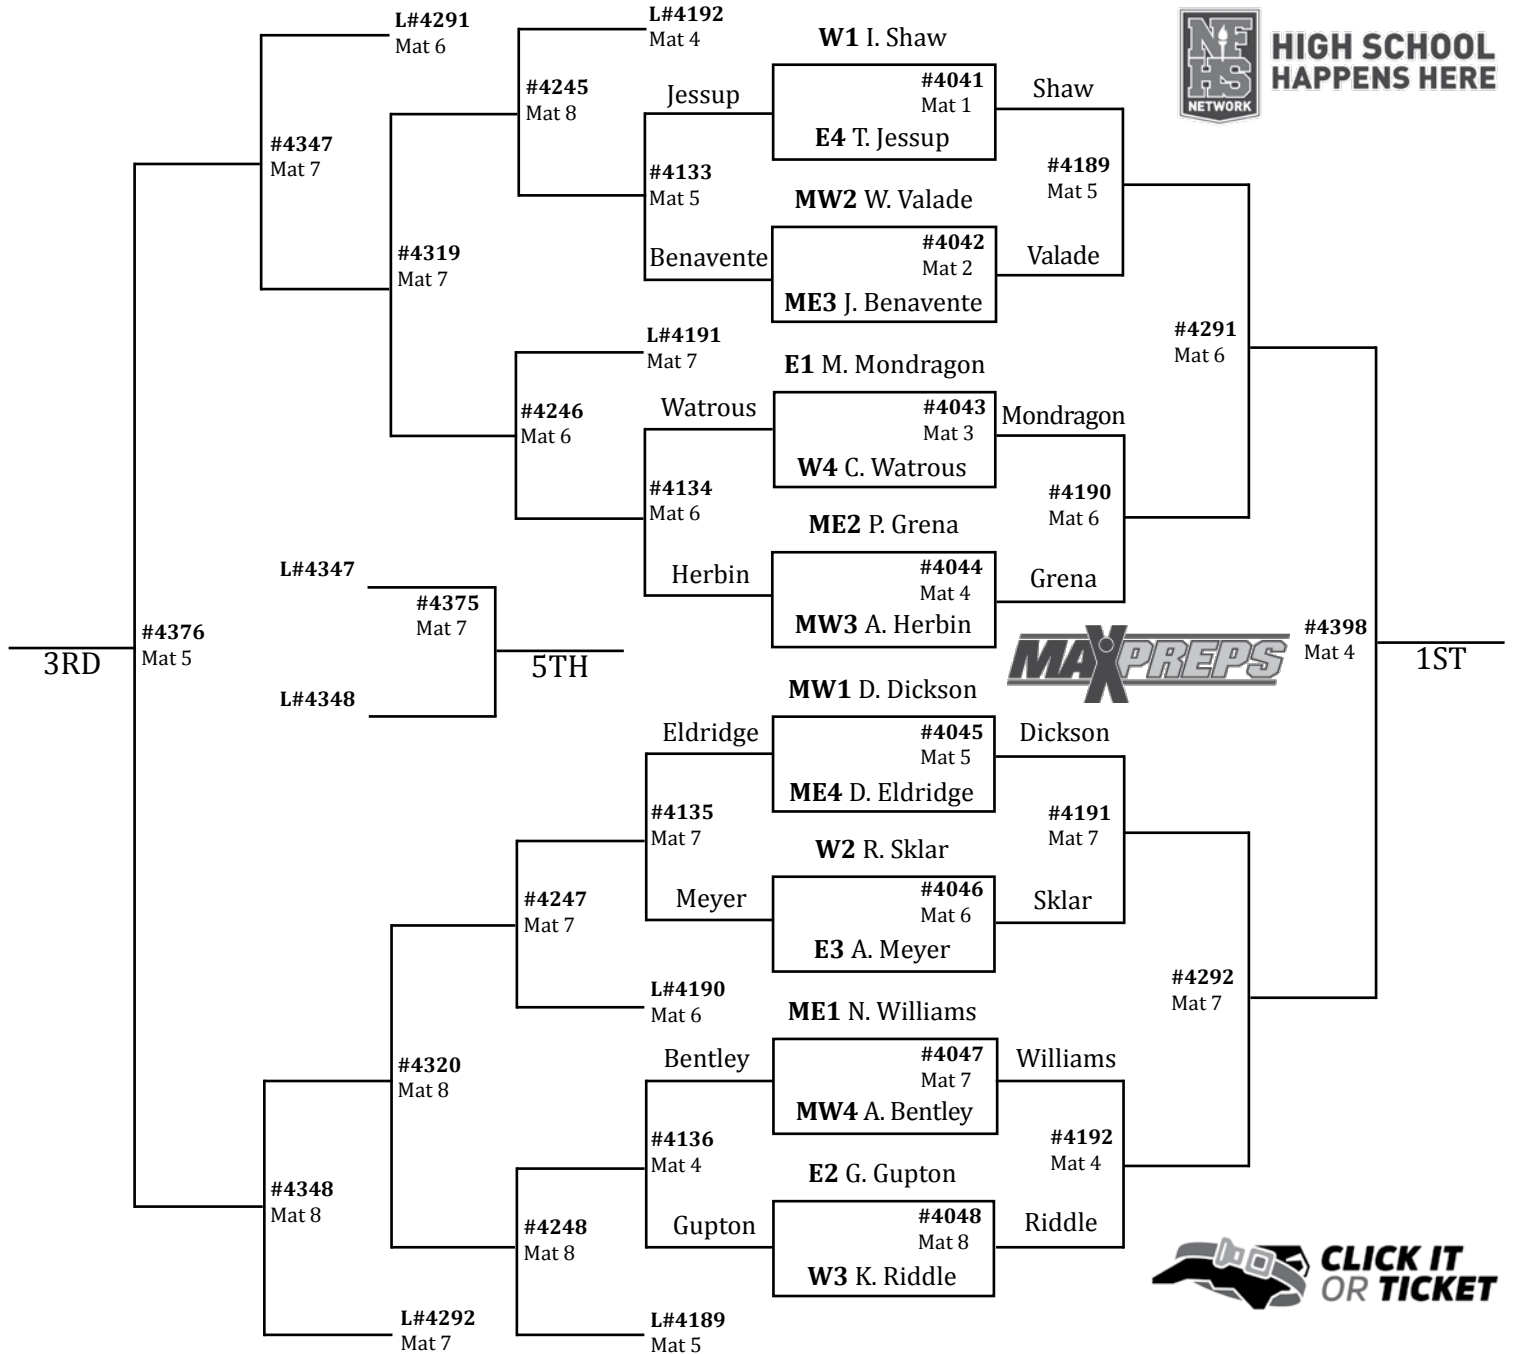 L#4291
Mat 6
L#4192
Mat 4
W1 I. Shaw
NFHS
NETWORK
HIGH SCHOOL
HAPPENS HERE
#4245
Mat 8
Jessup
#4041
Mat 1
Shaw
E4 T. Jessup
#4347
Mat 7
#4133
Mat 5
#4189
Mat 5
MW2 W. Valade
#4319
Mat 7
Benavente
#4042
Mat 2
Valade
ME3 J. Benavente
L#4191
Mat 7
#4291
Mat 6
E1 M. Mondragon
#4246
Mat 6
Watrous
#4043
Mat 3
Mondragon
W4 C. Watrous
#4134
Mat 6
#4190
Mat 6
ME2 P. Grena
L#4347
Herbin
#4044
Mat 4
Grena
#4375
Mat 7
MW3 A. Herbin
#4376
Mat 5
3RD
5TH
MAXPREPS
#4398
Mat 4
1ST
L#4348
MW1 D. Dickson
Eldridge
#4045
Mat 5
Dickson
ME4 D. Eldridge
#4135
Mat 7
#4191
Mat 7
W2 R. Sklar
#4247
Mat 7
Meyer
#4046
Mat 6
Sklar
E3 A. Meyer
L#4190
Mat 6
#4292
Mat 7
ME1 N. Williams
#4320
Mat 8
Bentley
#4047
Mat 7
Williams
MW4 A. Bentley
#4136
Mat 4
#4192
Mat 4
E2 G. Gupton
#4348
Mat 8
#4248
Mat 8
Gupton
#4048
Mat 8
Riddle
W3 K. Riddle
CLICK IT
OR TICKET
L#4292
Mat 7
L#4189
Mat 5